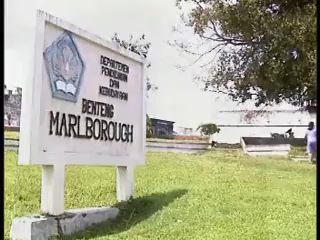 DEPARTEMEN
PENDIDIKAN
DAN
KEBUDAYAAN
BENTENG
MARLBOROUGH